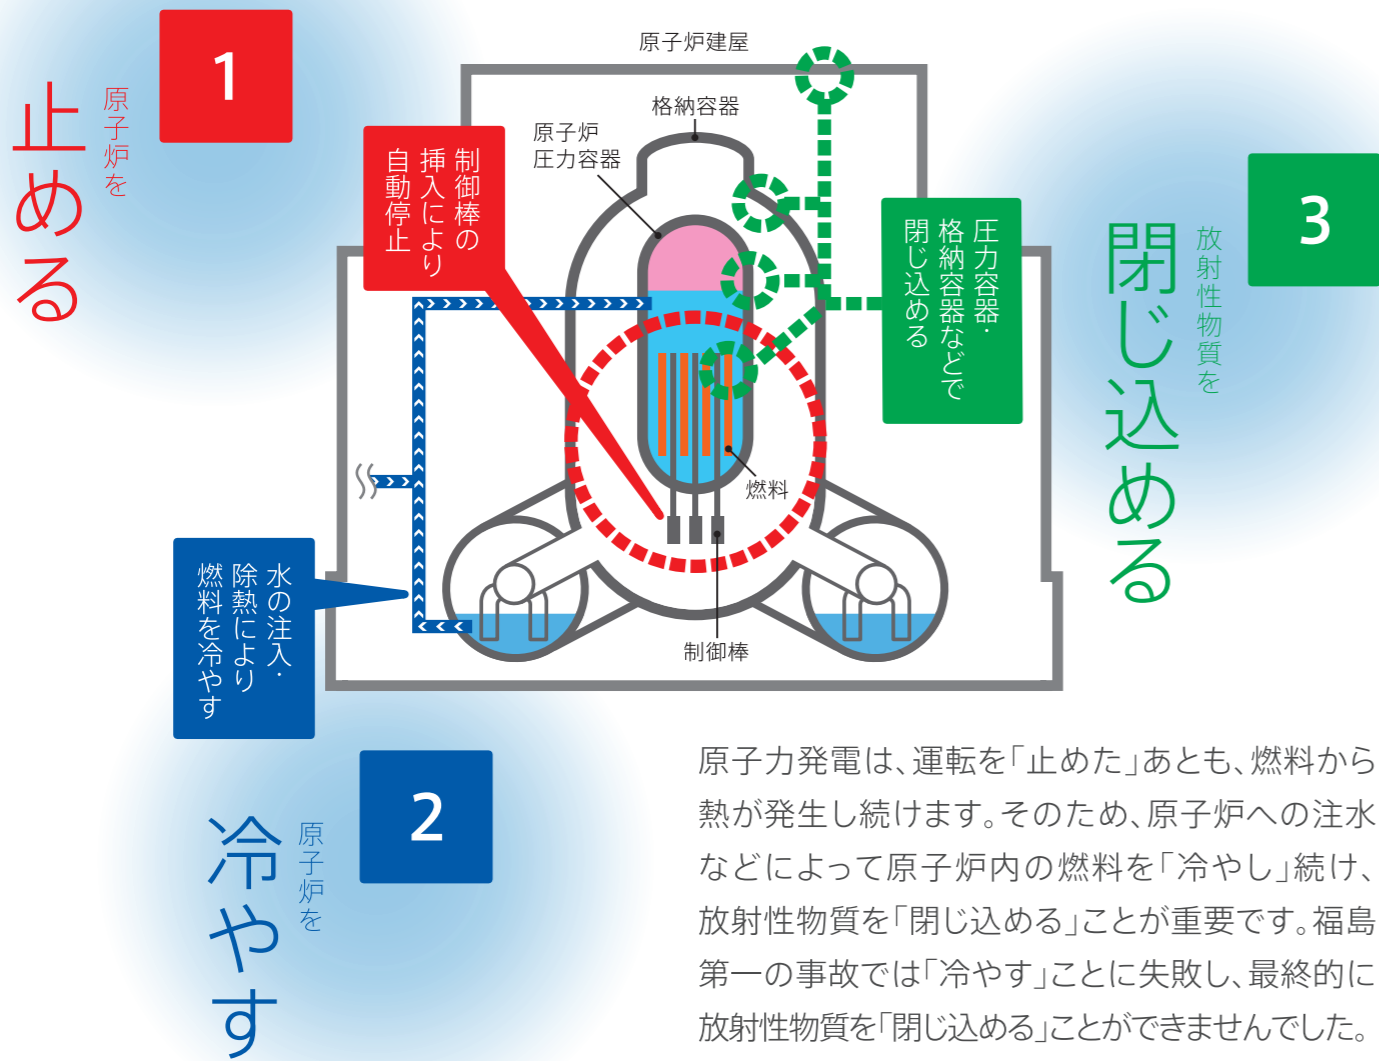 1
原子炉を
止める
制御棒の
挿入により
自動停止
原子炉建屋
格納容器
原子炉
圧力容器
燃料
制御棒
2
原子炉を
冷やす
水の注入・
除熱により
燃料を冷やす
3
放射性物質を
閉じ込める
圧力容器・
格納容器などで
閉じ込める
原子力発電は、運転を「止めた」あとも、燃料から
熱が発生し続けます。そのため、原子炉への注水
などによって原子炉内の燃料を「冷やし」続け、
放射性物質を「閉じ込める」ことが重要です。福島
第一の事故では「冷やす」ことに失敗し、最終的に
放射性物質を「閉じ込める」ことができませんでした。